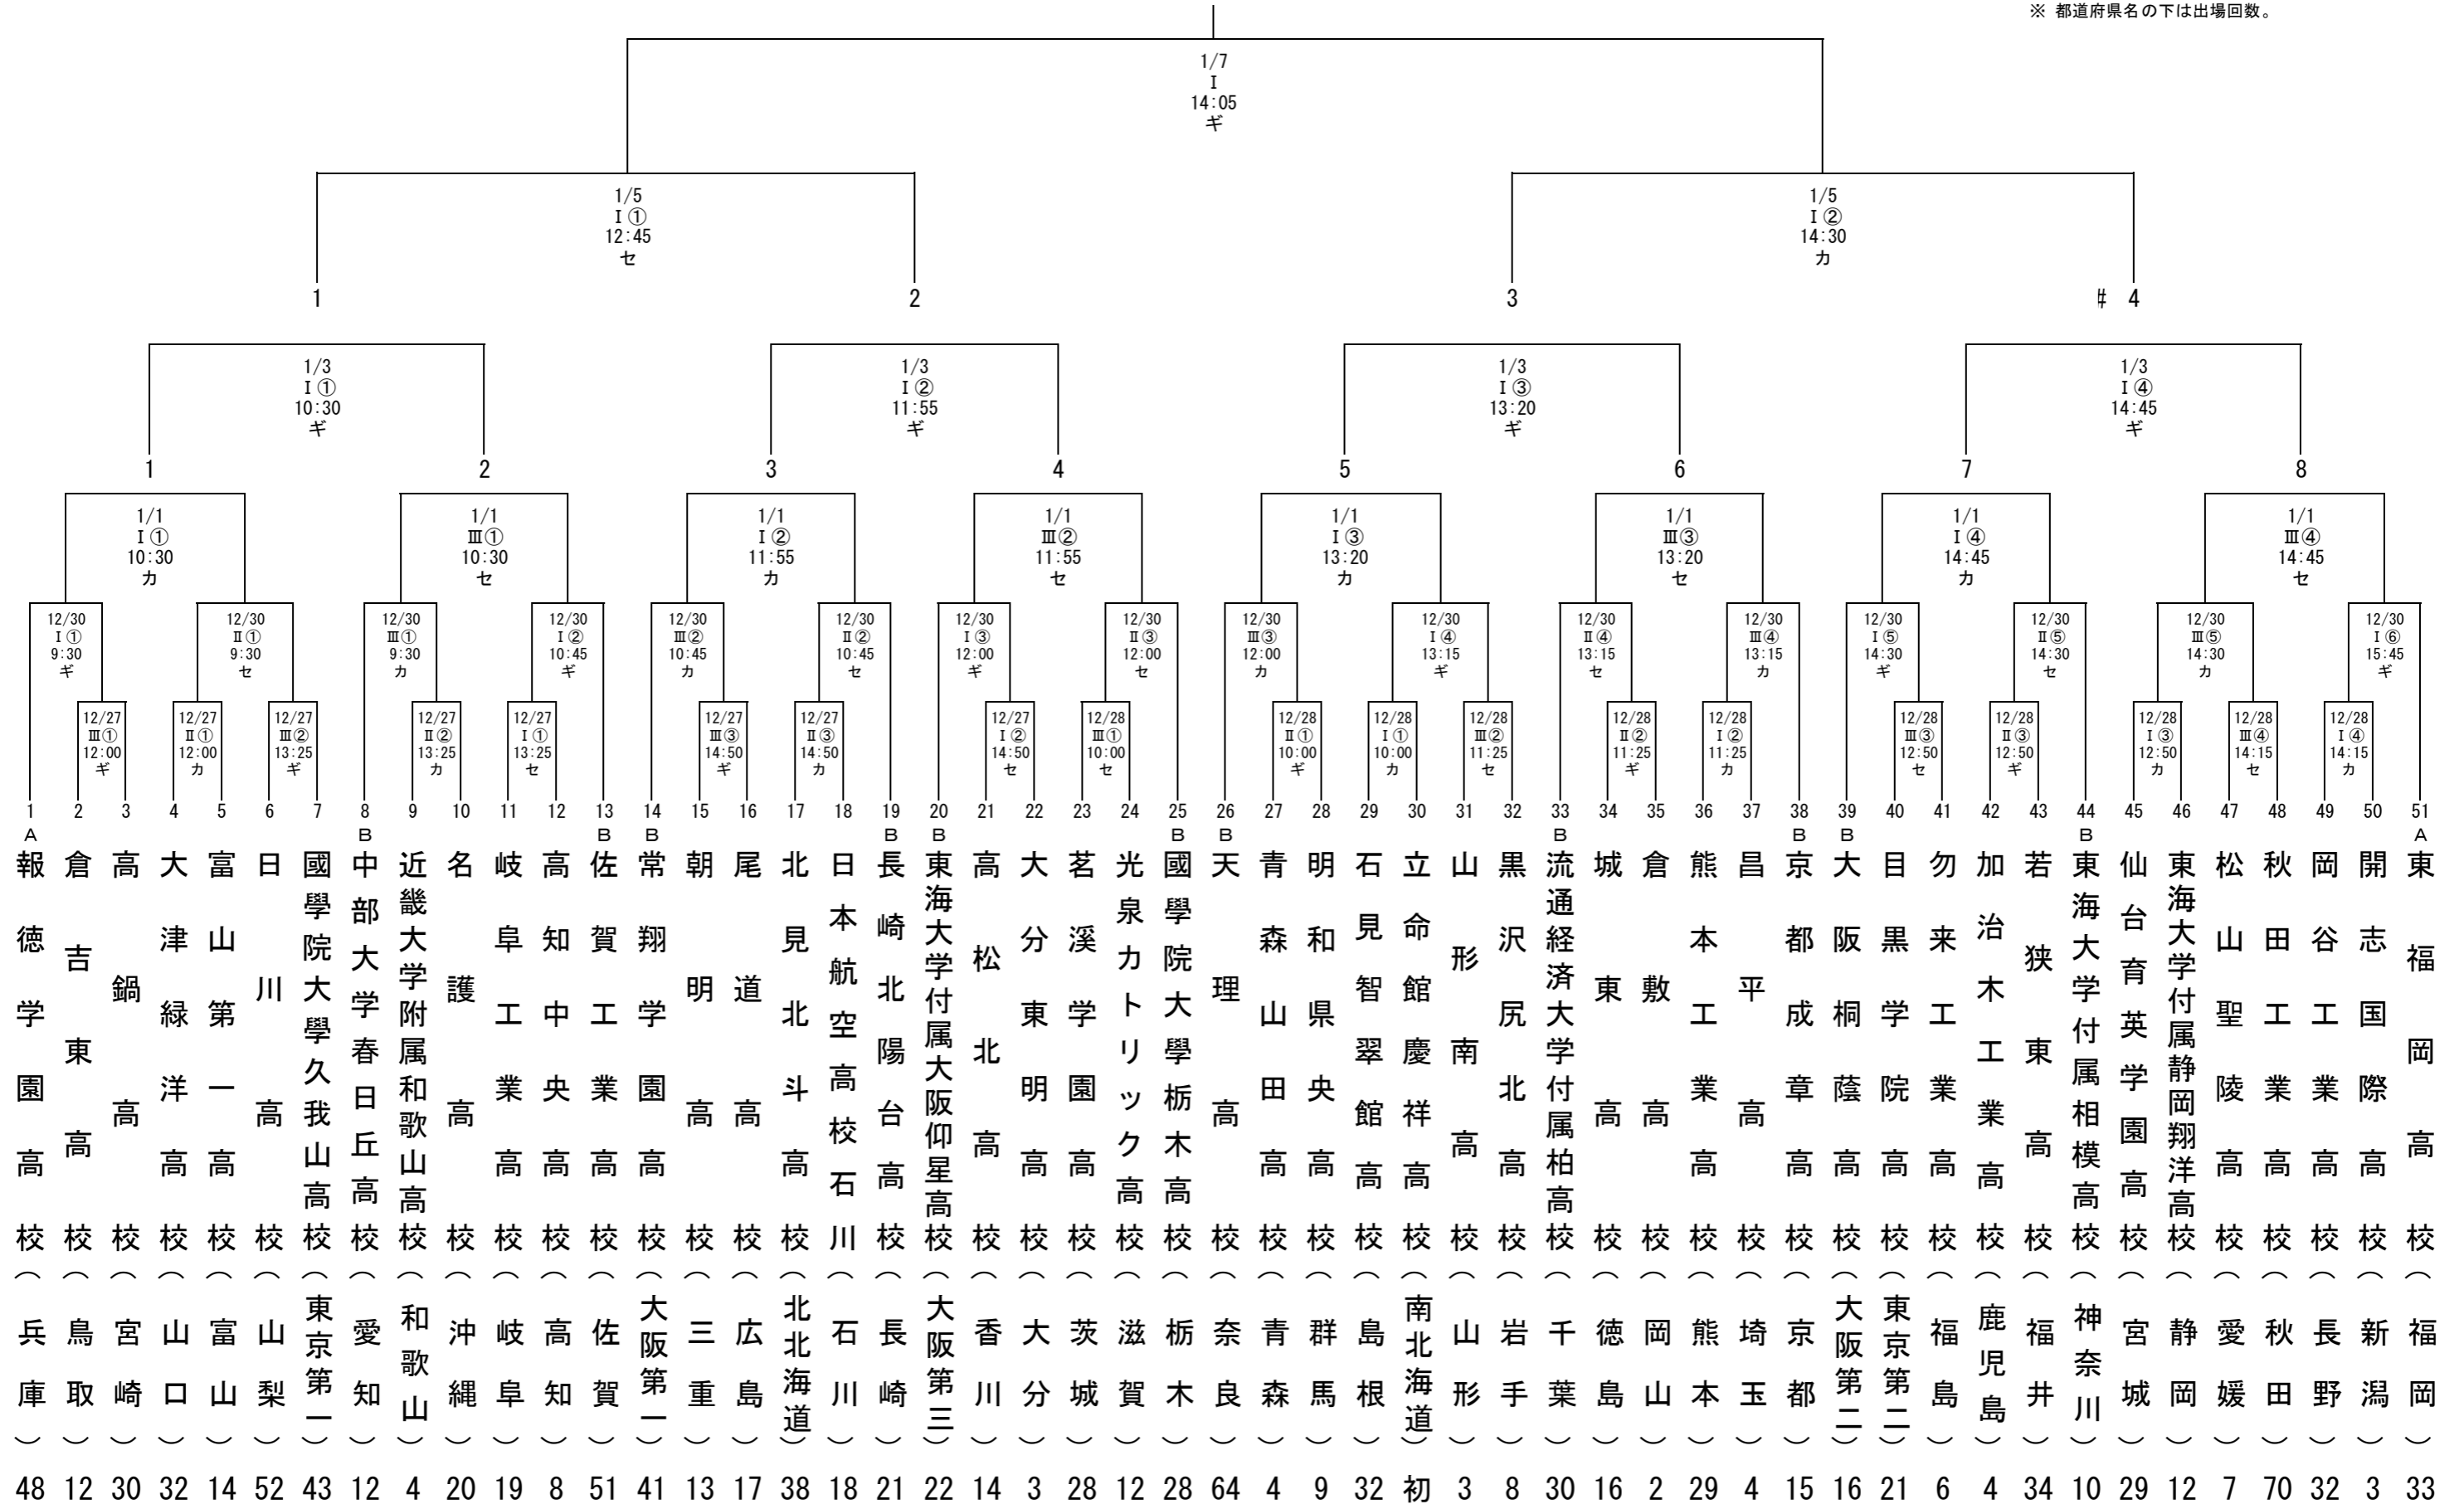 ※ 都道府県名の下は出場回数。
1/7
Ⅰ
14:05
ギ
1/5
Ⅰ①
12:45
セ
1/5
Ⅰ②
14:30
カ
1
2
3
# 4
1/3
Ⅰ①
10:30
ギ
1/3
Ⅰ②
11:55
ギ
1/3
Ⅰ③
13:20
ギ
1/3
Ⅰ④
14:45
ギ
1
2
3
4
5
6
7
8
1/1
Ⅰ①
10:30
カ
1/1
Ⅲ①
10:30
セ
1/1
Ⅰ②
11:55
カ
1/1
Ⅲ②
11:55
セ
1/1
Ⅰ③
13:20
カ
1/1
Ⅲ③
13:20
セ
1/1
Ⅰ④
14:45
カ
1/1
Ⅲ④
14:45
セ
12/30
Ⅰ①
9:30
ギ
12/30
Ⅱ①
9:30
セ
12/30
Ⅲ①
9:30
カ
12/30
Ⅰ②
10:45
ギ
12/30
Ⅲ②
10:45
カ
12/30
Ⅱ②
10:45
セ
12/30
Ⅰ③
12:00
ギ
12/30
Ⅱ③
12:00
セ
12/30
Ⅲ③
12:00
カ
12/30
Ⅰ④
13:15
ギ
12/30
Ⅱ④
13:15
セ
12/30
Ⅲ④
13:15
カ
12/30
Ⅰ⑤
14:30
ギ
12/30
Ⅱ⑤
14:30
セ
12/30
Ⅲ⑤
14:30
カ
12/30
Ⅰ⑥
15:45
ギ
12/27
Ⅲ①
12:00
ギ
12/27
Ⅱ①
12:00
カ
12/27
Ⅲ②
13:25
ギ
12/27
Ⅱ②
13:25
カ
12/27
Ⅰ①
13:25
セ
12/27
Ⅲ③
14:50
ギ
12/27
Ⅱ③
14:50
カ
12/27
Ⅰ②
14:50
セ
12/28
Ⅲ①
10:00
セ
12/28
Ⅱ①
10:00
ギ
12/28
Ⅰ①
10:00
カ
12/28
Ⅲ②
11:25
セ
12/28
Ⅱ②
11:25
ギ
12/28
Ⅰ②
11:25
カ
12/28
Ⅲ③
12:50
セ
12/28
Ⅱ③
12:50
ギ
12/28
Ⅰ③
12:50
カ
12/28
Ⅲ④
14:15
セ
12/28
Ⅰ④
14:15
カ
1 A 報徳学園高校(兵庫) 48
2 倉吉東高校(鳥取) 12
3 高鍋高校(宮崎) 30
4 大津緑洋高校(山口) 32
5 富山第一高校(富山) 14
6 日川高校(山梨) 52
7 國學院大學久我山高校(東京第一) 43
8 B 中部大学春日丘高校(愛知) 12
9 近畿大学附属和歌山高校(和歌山) 4
10 名護高校(沖縄) 20
11 岐阜工業高校(岐阜) 19
12 高知中央高校(高知) 8
13 B 佐賀工業高校(佐賀) 51
14 B 常翔学園高校(大阪第一) 41
15 朝明高校(三重) 13
16 尾道高校(広島) 17
17 北見北斗高校(北北海道) 38
18 日本航空高校石川(石川) 18
19 B 長崎北陽台高校(長崎) 21
20 B 東海大学付属大阪仰星高校(大阪第三) 22
21 高松北高校(香川) 14
22 大分東明高校(大分) 3
23 茗溪学園高校(茨城) 28
24 光泉カトリック高校(滋賀) 12
25 B 國學院大學栃木高校(栃木) 28
26 B 天理高校(奈良) 64
27 青森山田高校(青森) 4
28 明和県央高校(群馬) 9
29 石見智翠館高校(島根) 32
30 立命館慶祥高校(南北海道) 初
31 山形南高校(山形) 3
32 黒沢尻北高校(岩手) 8
33 B 流通経済大学付属柏高校(千葉) 30
34 城東高校(徳島) 16
35 倉敷高校(岡山) 2
36 熊本工業高校(熊本) 29
37 昌平高校(埼玉) 4
38 B 京都成章高校(京都) 15
39 B 大阪桐蔭高校(大阪第二) 16
40 目黒学院高校(東京第二) 21
41 勿来工業高校(福島) 6
42 加治木工業高校(鹿児島) 4
43 若狭東高校(福井) 34
44 B 東海大学付属相模高校(神奈川) 10
45 仙台育英学園高校(宮城) 29
46 東海大学付属静岡翔洋高校(静岡) 12
47 松山聖陵高校(愛媛) 7
48 秋田工業高校(秋田) 70
49 岡谷工業高校(長野) 32
50 開志国際高校(新潟) 3
51 A 東福岡高校(福岡) 33